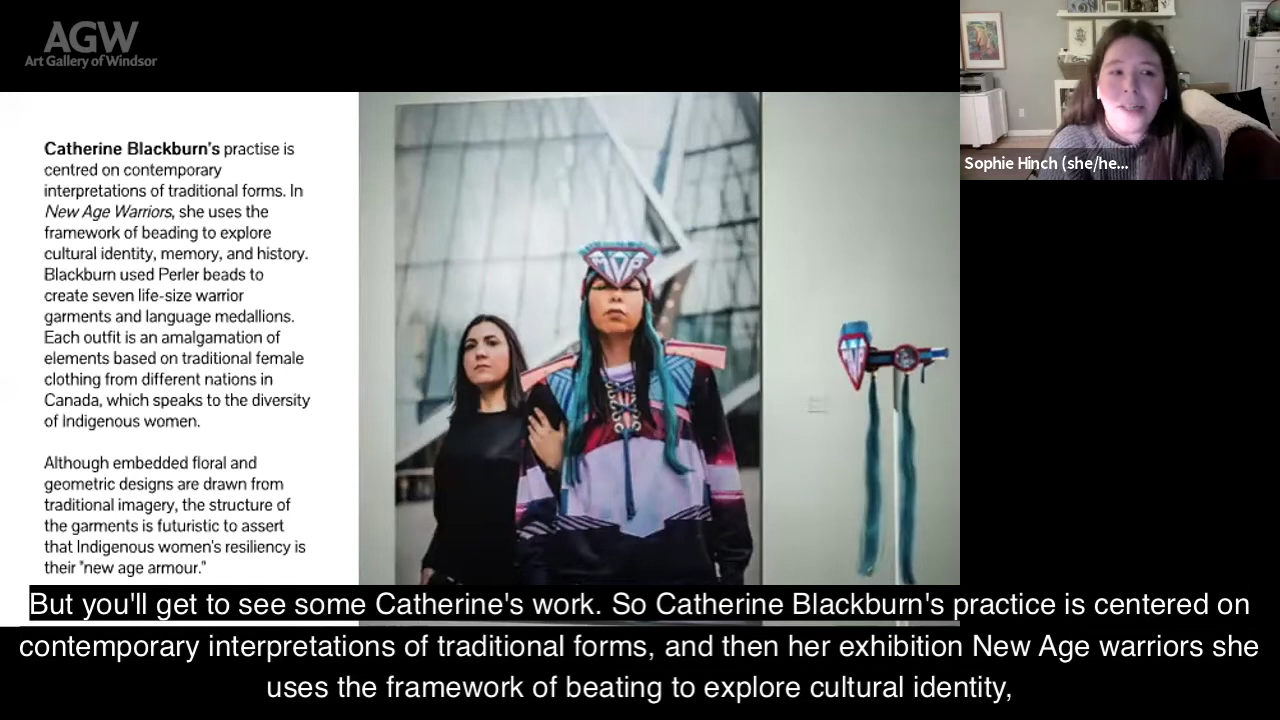 AGW
Art Gallery of Windsor
Sophie Hinch (she/he...
Catherine Blackburn's practise is
centred on contemporary
interpretations of traditional forms. In
New Age Warriors, she uses the
framework of beading to explore
cultural identity, memory, and history.
Blackburn used Perler beads to
create seven life-size warrior
garments and language medallions.
Each outfit is an amalgamation of
elements based on traditional female
clothing from different nations in
Canada, which speaks to the diversity
of Indigenous women.
Although embedded floral and
geometric designs are drawn from
traditional imagery, the structure of
the garments is futuristic to assert
that Indigenous women's resiliency is
their "new age armour."
But you'll get to see some Catherine's work. So Catherine Blackburn's practice is centered on
contemporary interpretations of traditional forms, and then her exhibition New Age warriors she
uses the framework of beating to explore cultural identity,